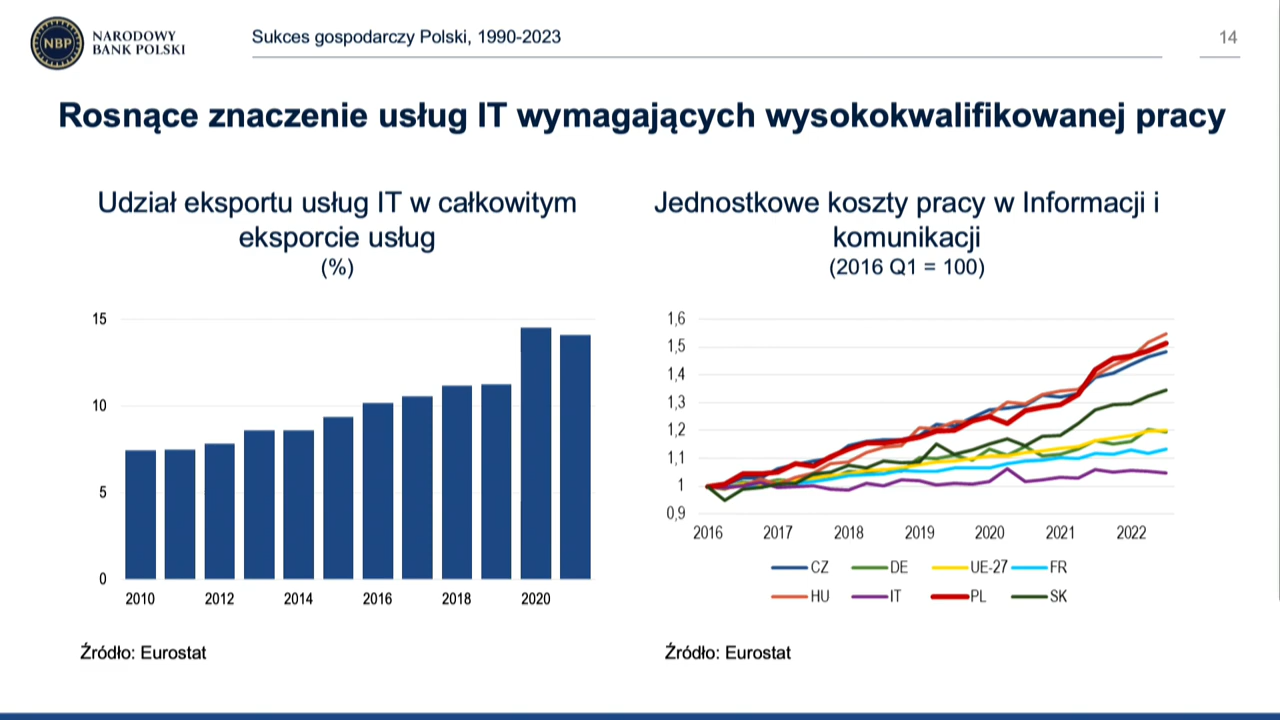 NBP
NARODOWY
BANK POLSKI
Sukces gospodarczy Polski, 1990-2023
14
Rosnące znaczenie usług IT wymagających wysokokwalifikowanej pracy
Udział eksportu usług IT w całkowitym
eksporcie usług
(%)
15
10
5
0
2010 2012 2014 2016 2018 2020
Źródło: Eurostat
Jednostkowe koszty pracy w Informacji i
komunikacji
(2016 Q1 = 100)
1,6
1,5
1,4
1,3
1,2
1,1
1
0,9
2016 2017 2018 2019 2020 2021 2022
CZ DE UE-27 FR
HU IT PL SK
Źródło: Eurostat